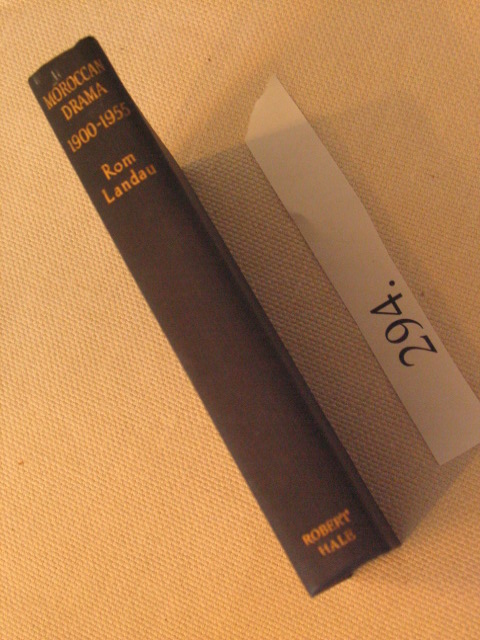 MOROCCAN
DRAMA
1900-1955
Rom
Landau
ROBERT
HALE
294.